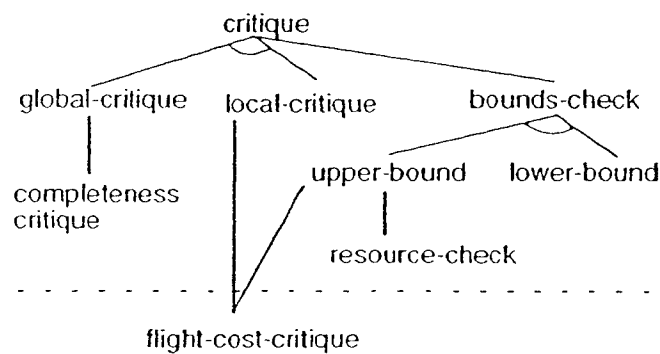 critique
global-critique local-critique bounds-check
upper-bound lower-bound
completeness
critique
resource-check
flight-cost-critique